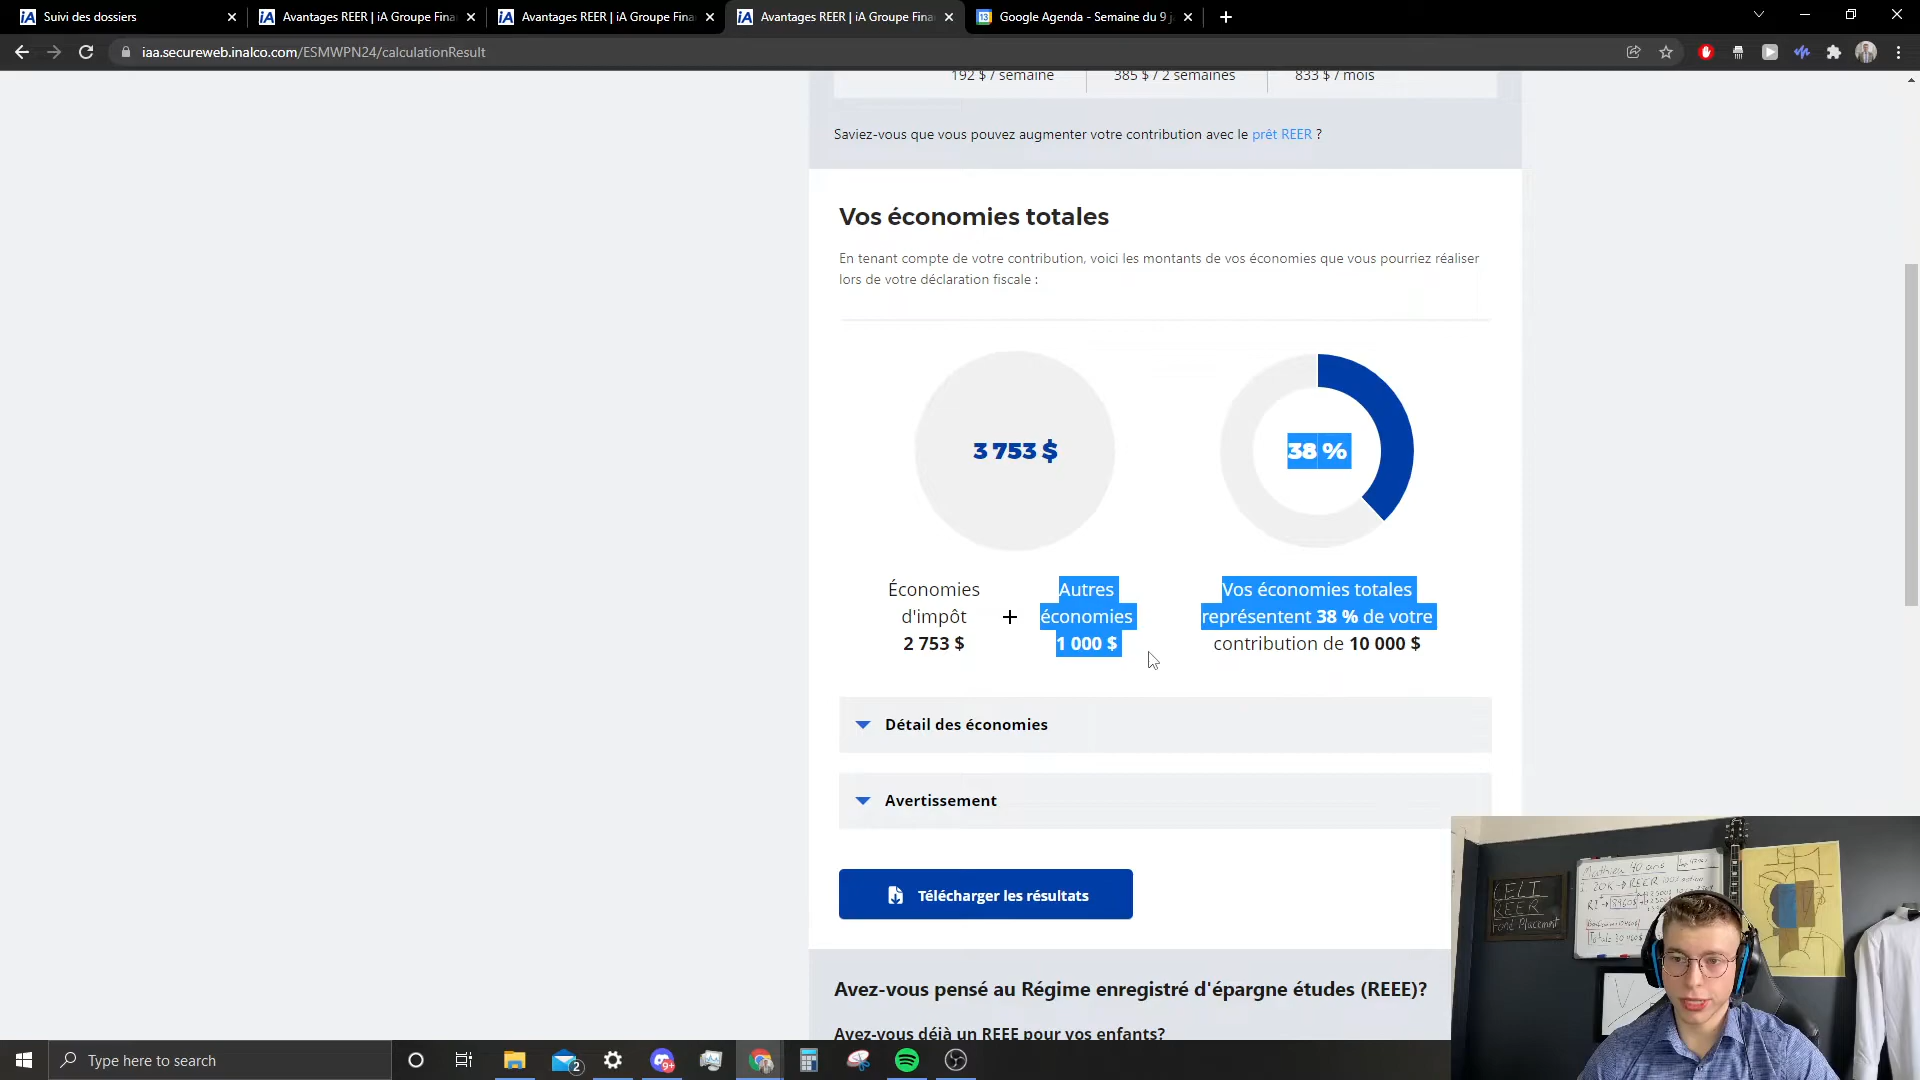 Suivi des dossiers
Avantages REER | iA Groupe Fina
Avantages REER | iA Groupe Fina
Avantages REER | iA Groupe Fina
Google Agenda - Semaine du 9 j
iaa.secureweb.inalco.com/ESMWPN24/calculationResult
192 $ / semaine
385 $ / 2 semaines
833 $ / mois
Saviez-vous que vous pouvez augmenter votre contribution avec le prêt REER ?
Vos économies totales
En tenant compte de votre contribution, voici les montants de vos économies que vous pourriez réaliser
lors de votre déclaration fiscale :
3 753 $
38 %
Économies
d'impôt
2 753 $
+
Autres
économies
1 000 $
Vos économies totales
représentent 38 % de votre
contribution de 10 000 $
Détail des économies
Avertissement
Télécharger les résultats
Avez-vous pensé au Régime enregistré d'épargne études (REEE)?
Avez-vous déjà un REEE pour vos enfants?
CELI
REER
Fond Placement
Mathieu 40 ans
Type here to search